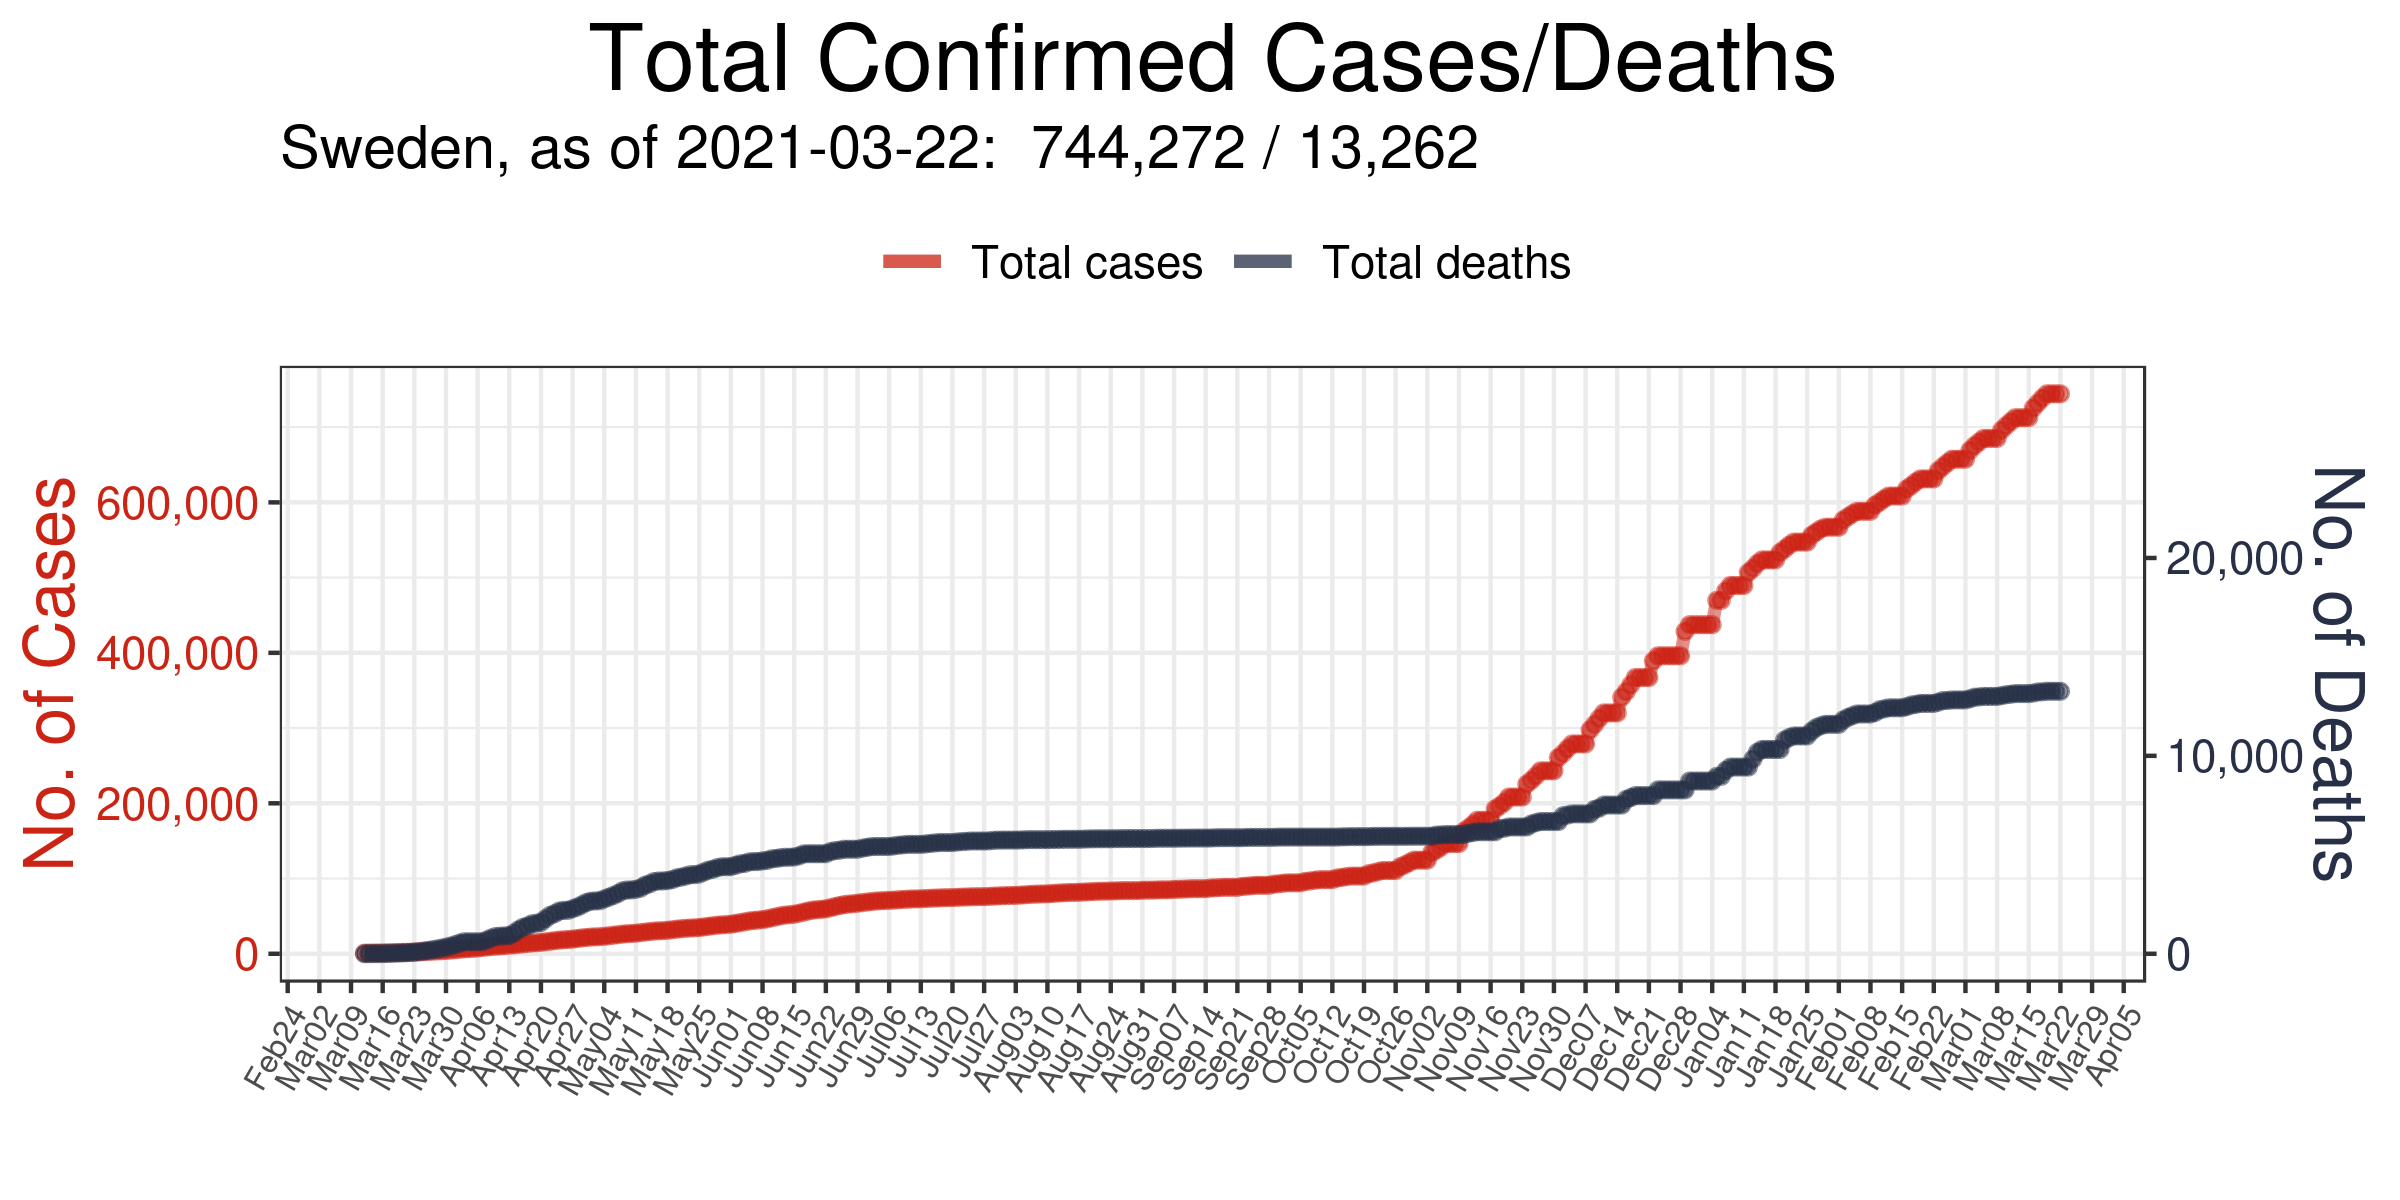 Total Confirmed Cases/Deaths
Sweden, as of 2021-03-22:  744,272 / 13,262
Total cases
Total deaths
No. of Cases
600,000
400,000
200,000
0
20,000
10,000
0
No. of Deaths
Feb24
Mar02
Mar09
Mar16
Mar23
Mar30
Apr06
Apr13
Apr20
Apr27
May04
May11
May18
May25
Jun01
Jun08
Jun15
Jun22
Jun29
Jul06
Jul13
Jul20
Jul27
Aug03
Aug10
Aug17
Aug24
Aug31
Sep07
Sep14
Sep21
Sep28
Oct05
Oct12
Oct19
Oct26
Nov02
Nov09
Nov16
Nov23
Nov30
Dec07
Dec14
Dec21
Dec28
Jan04
Jan11
Jan18
Jan25
Feb01
Feb08
Feb15
Feb22
Mar01
Mar08
Mar15
Mar22
Mar29
Apr05